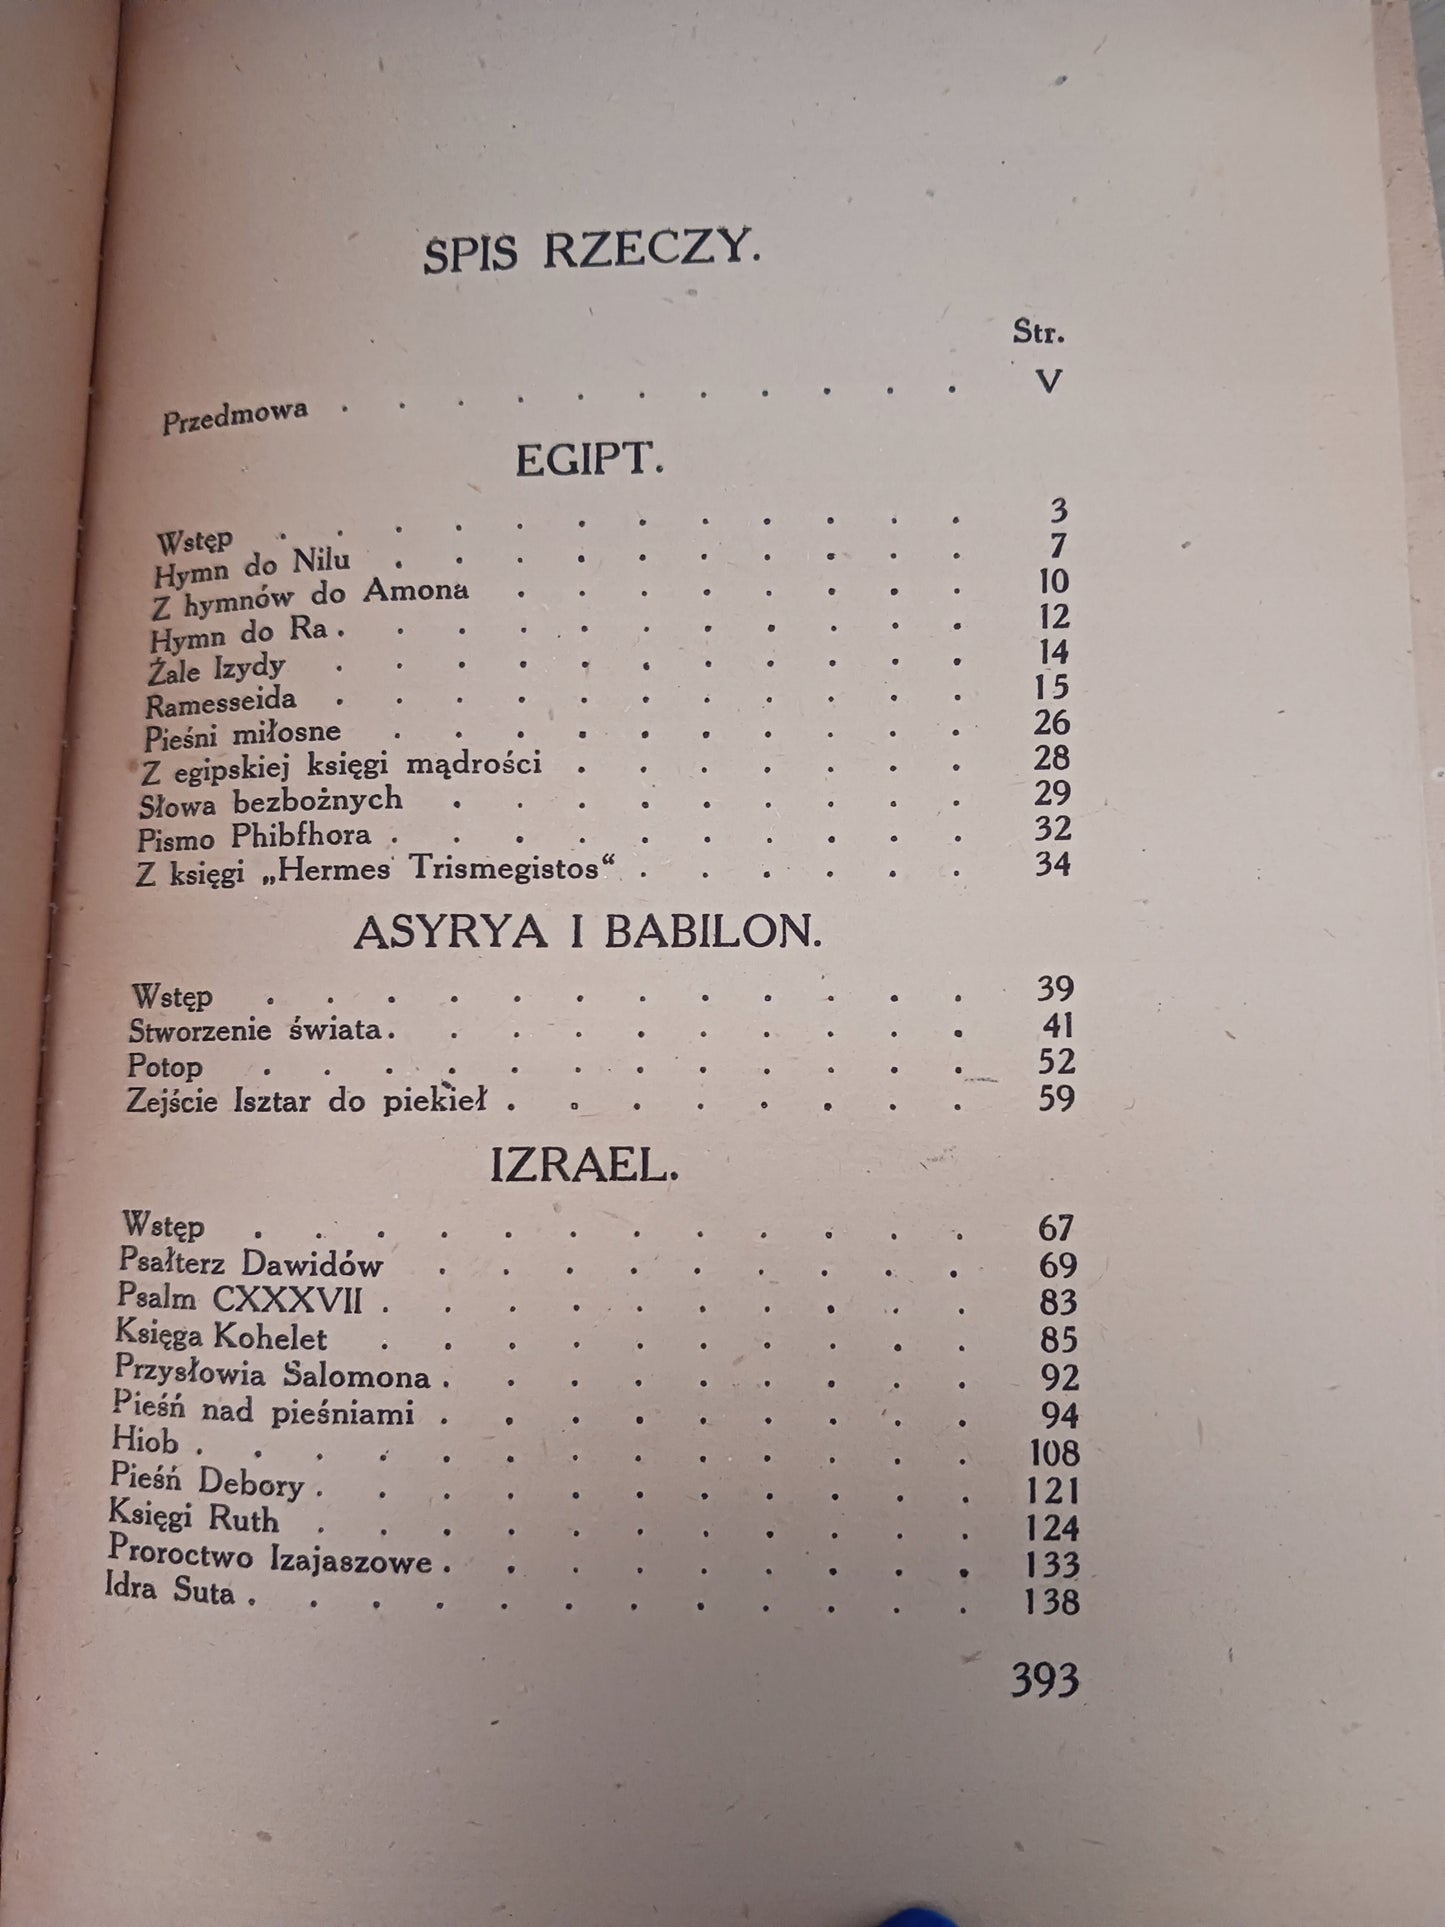 SPIS RZECZY.
Str.
Przedmowa . . . . . . . . . . . V
EGIPT.
Wstęp . . . . . . . . . . . . 3
Hymn do Nilu . . . . . . . . . . 7
Z hymnów do Amona . . . . . . . . 10
Hymn do Ra . . . . . . . . . . . 12
Żale Izydy . . . . . . . . . . . 14
Ramesseida . . . . . . . . . . . 15
Pieśni miłosne . . . . . . . . . . 26
Z egipskiej księgi mądrości . . . . . . . 28
Słowa bezbożnych . . . . . . . . . 29
Pismo Phibfhora . . . . . . . . . . 32
Z księgi „Hermes Trismegistos“ . . . . . . 34
ASYRYA I BABILON.
Wstęp . . . . . . . . . . . . 39
Stworzenie świata . . . . . . . . . . 41
Potop . . . . . . . . . . . . 52
Zejście Isztar do piekieł . . . . . . . . 59
IZRAEL.
Wstęp . . . . . . . . . . . . 67
Psałterz Dawidów . . . . . . . . . 69
Psalm CXXXVII . . . . . . . . . . 83
Księga Kohelet . . . . . . . . . . 85
Przysłowia Salomona . . . . . . . . . 92
Pieśń nad pieśniami . . . . . . . . . 94
Hiob . . . . . . . . . . . . . 108
Pieśń Debory . . . . . . . . . . . 121
Księgi Ruth . . . . . . . . . . . 124
Proroctwo Izajaszowe . . . . . . . . . 133
Idra Suta . . . . . . . . . . . . 138
393